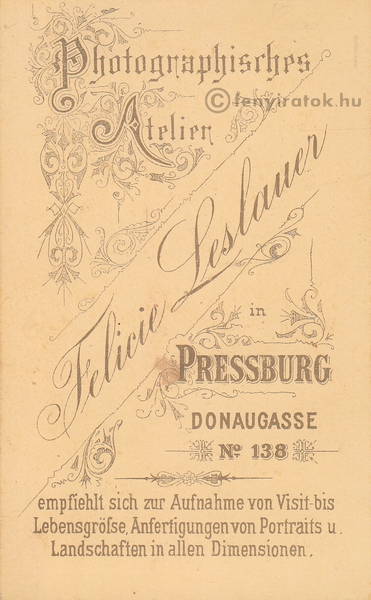 Photographisches
© fenyiratok.hu
Atelier
Felicie Leslauer
in
PRESSBURG
DONAUGASSE
No 138
empfiehlt sich zur Aufnahme von Visit-bis
Lebensgröſse, Anfertigungen von Portraits u.
Landschaften in allen Dimensionen.